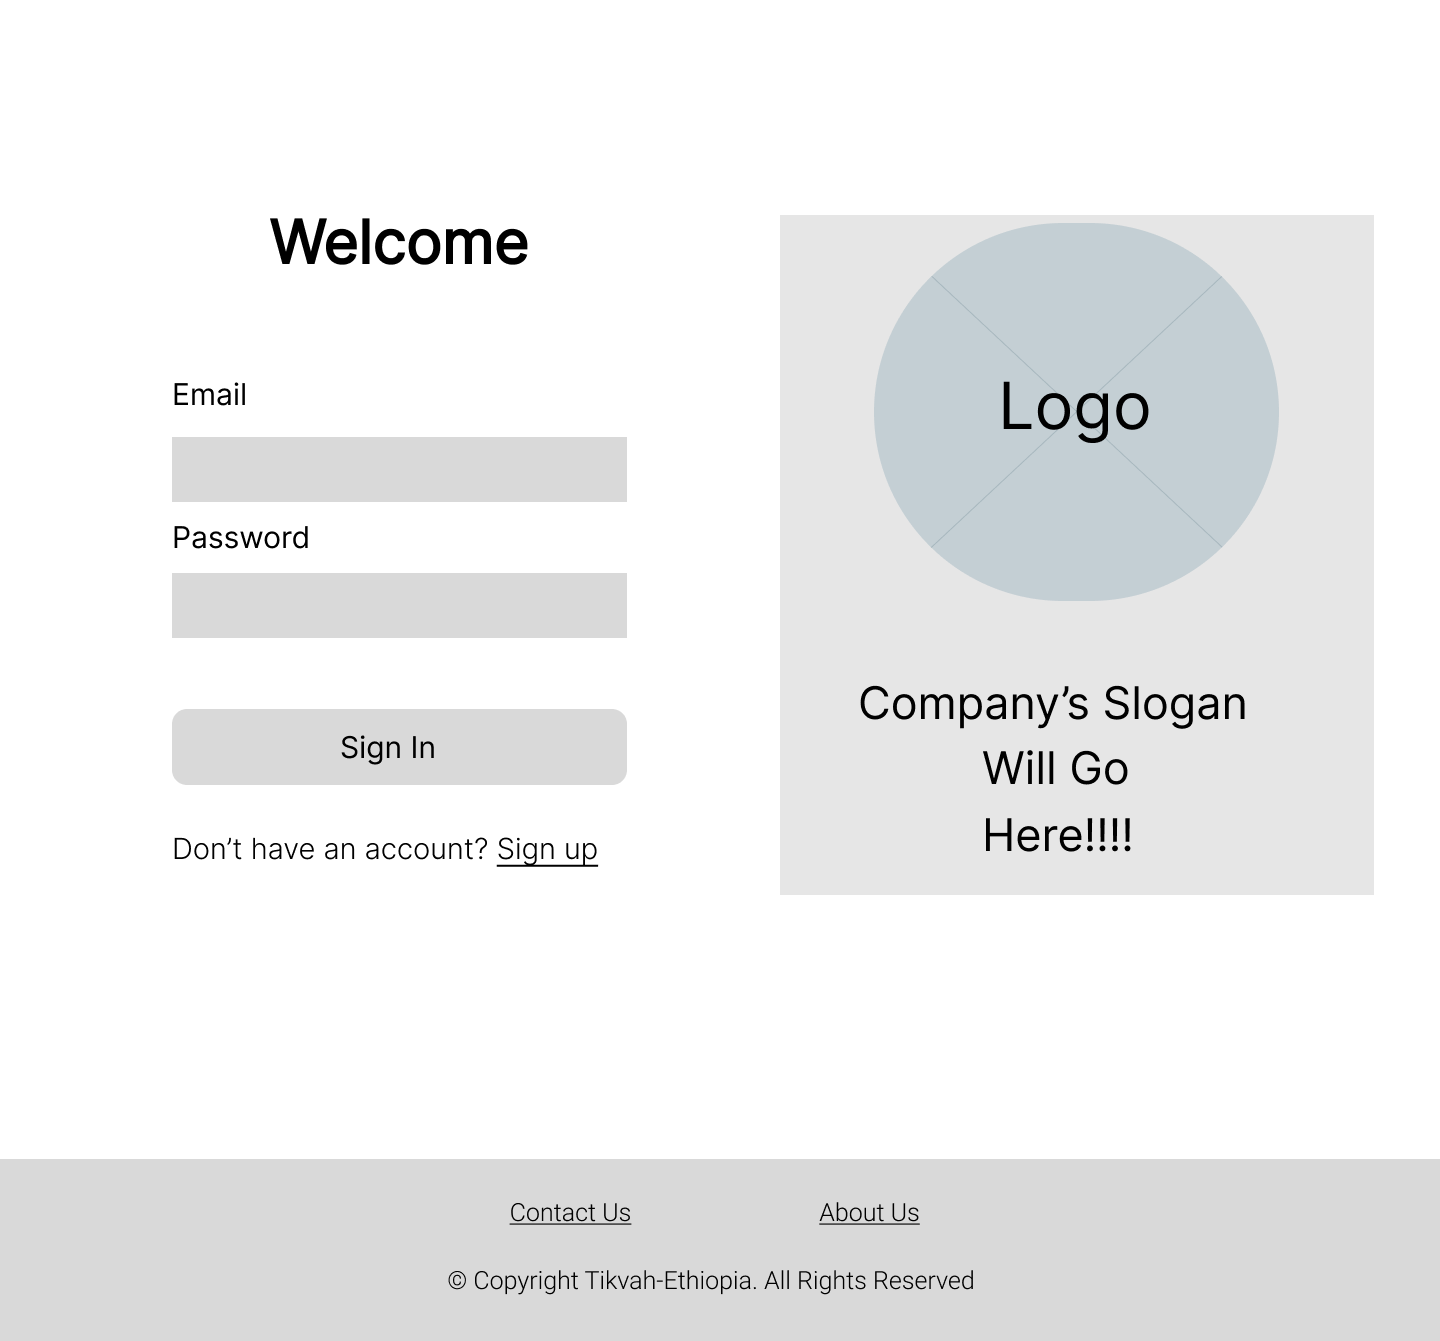 Welcome
Email
Password
Sign In
Don’t have an account? Sign up
Logo
Company’s Slogan
Will Go
Here!!!!
Contact Us
About Us
© Copyright Tikvah-Ethiopia. All Rights Reserved